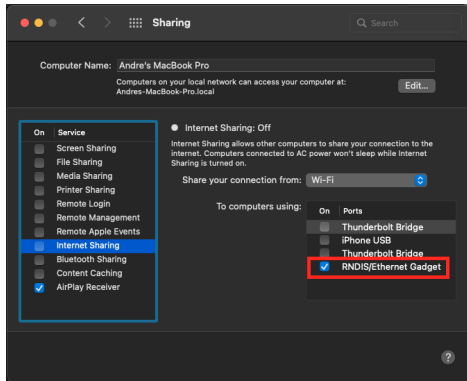 Sharing
Search
Computer Name: Andre's MacBook Pro
Computers on your local network can access your computer at:
Andres-MacBook-Pro.local
Edit...
On Service
Screen Sharing
File Sharing
Media Sharing
Printer Sharing
Remote Login
Remote Management
Remote Apple Events
Internet Sharing
Bluetooth Sharing
Content Caching
AirPlay Receiver
Internet Sharing: Off
Internet Sharing allows other computers to share your connection to the
internet. Computers connected to AC power won't sleep while Internet
Sharing is turned on.
Share your connection from: Wi-Fi
To computers using:
On Ports
Thunderbolt Bridge
iPhone USB
Thunderbolt Bridge
RNDIS/Ethernet Gadget
?